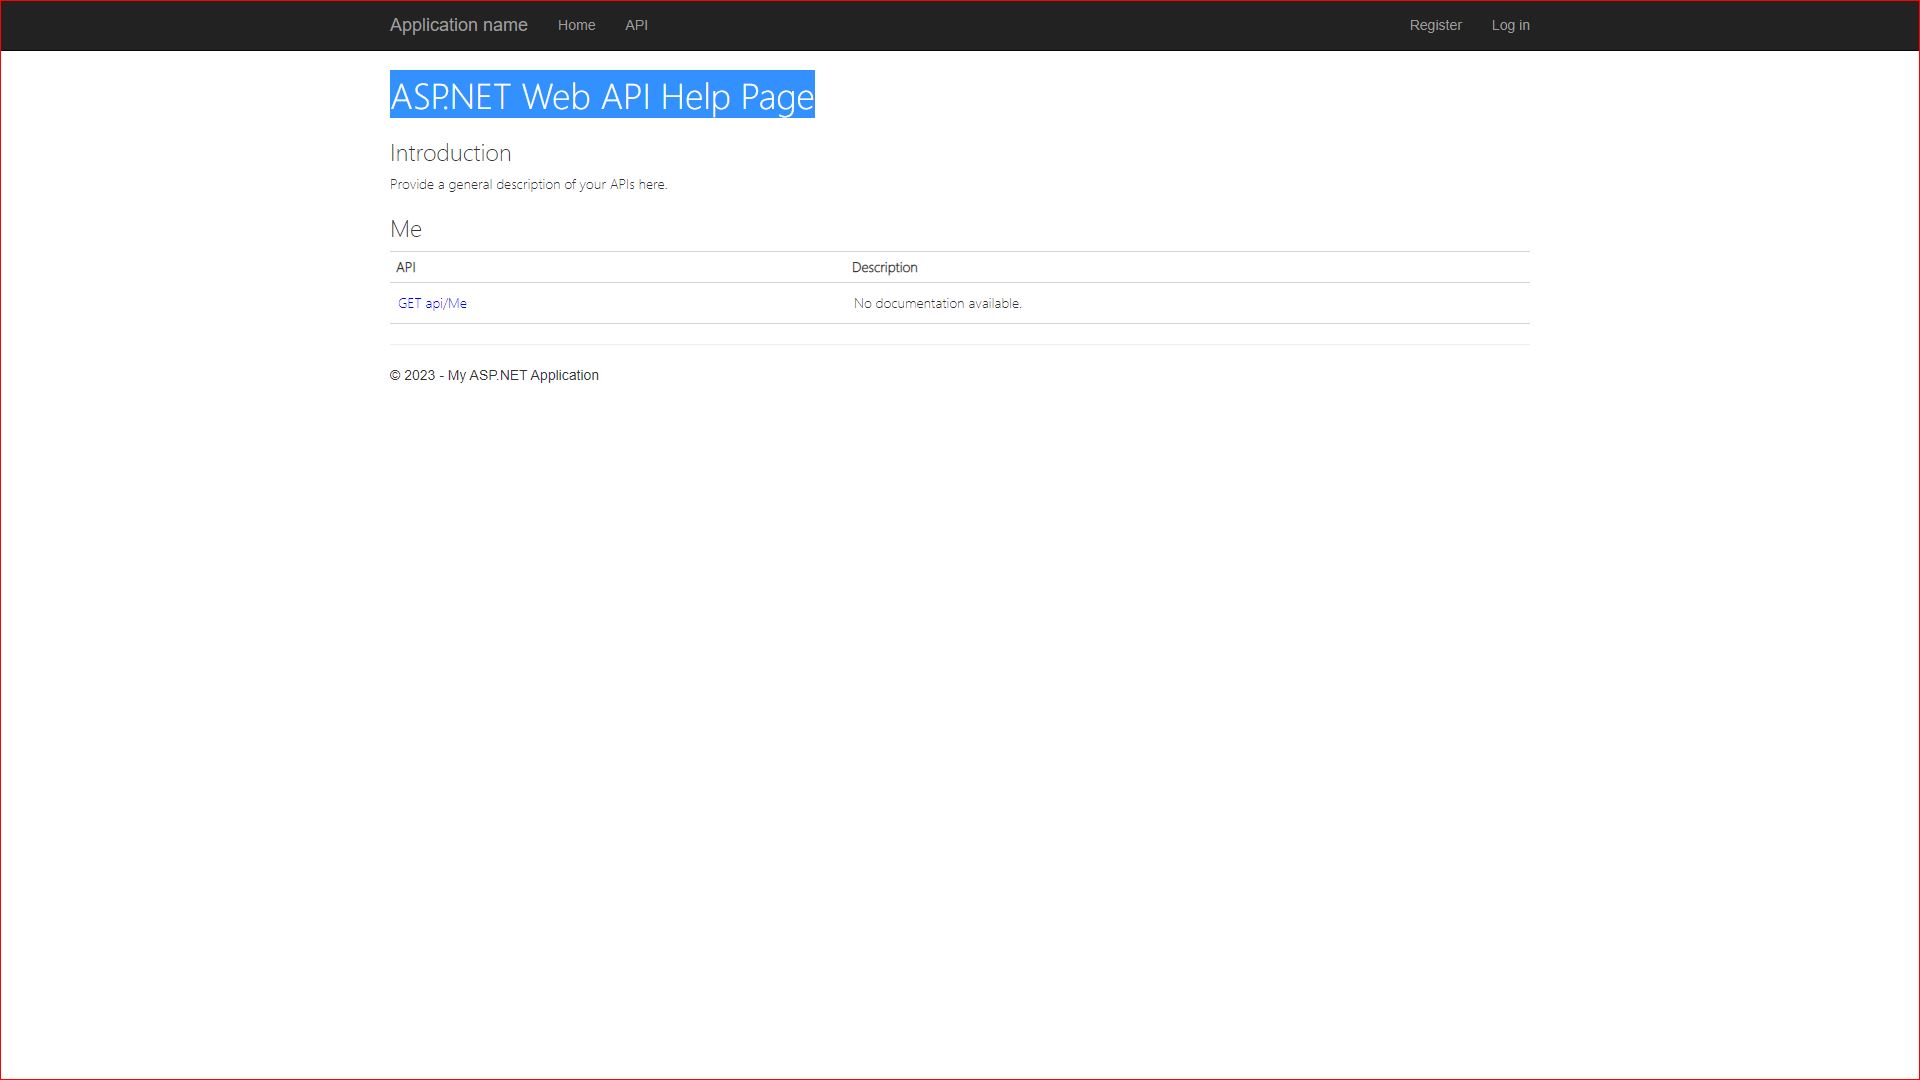 Application name Home API Register Log in
ASP.NET Web API Help Page
Introduction
Provide a general description of your APIs here.
Me
API Description
GET api/Me No documentation available.
© 2023 - My ASP.NET Application